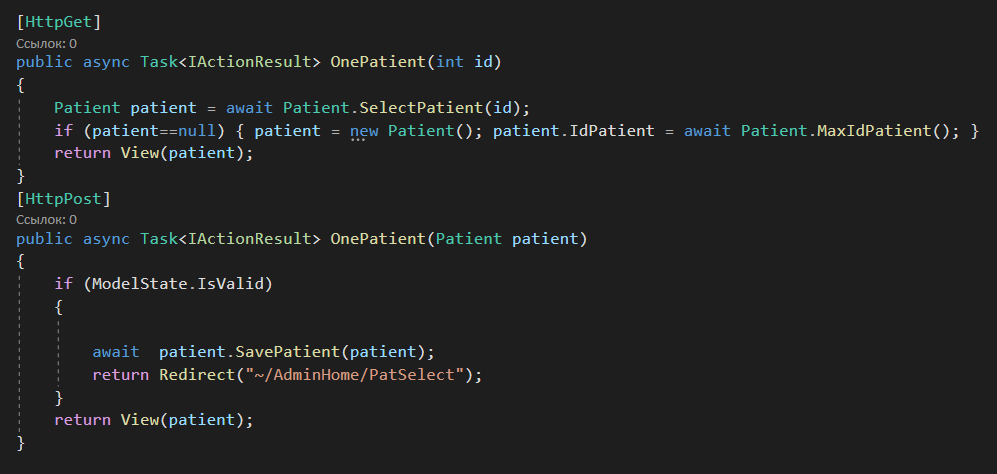 [HttpGet]
Ссылок: 0
public async Task<IActionResult> OnePatient(int id)
{
Patient patient = await Patient.SelectPatient(id);
if (patient==null) { patient = new Patient(); patient.IdPatient = await Patient.MaxIdPatient(); }
return View(patient);
}
[HttpPost]
Ссылок: 0
public async Task<IActionResult> OnePatient(Patient patient)
{
if (ModelState.IsValid)
{
await  patient.SavePatient(patient);
return Redirect("~/AdminHome/PatSelect");
}
return View(patient);
}